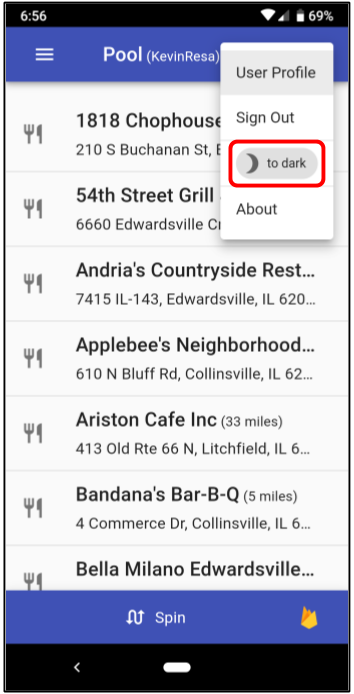 6:56
69%
Pool (KevinResa)
User Profile
Sign Out
to dark
About
1818 Chophouse
210 S Buchanan St, E
54th Street Grill
6660 Edwardsville Cr
Andria's Countryside Rest...
7415 IL-143, Edwardsville, IL 620...
Applebee's Neighborhood...
610 N Bluff Rd, Collinsville, IL 62...
Ariston Cafe Inc (33 miles)
413 Old Rte 66 N, Litchfield, IL 6...
Bandana's Bar-B-Q (5 miles)
4 Commerce Dr, Collinsville, IL 6...
Bella Milano Edwardsville...
Spin